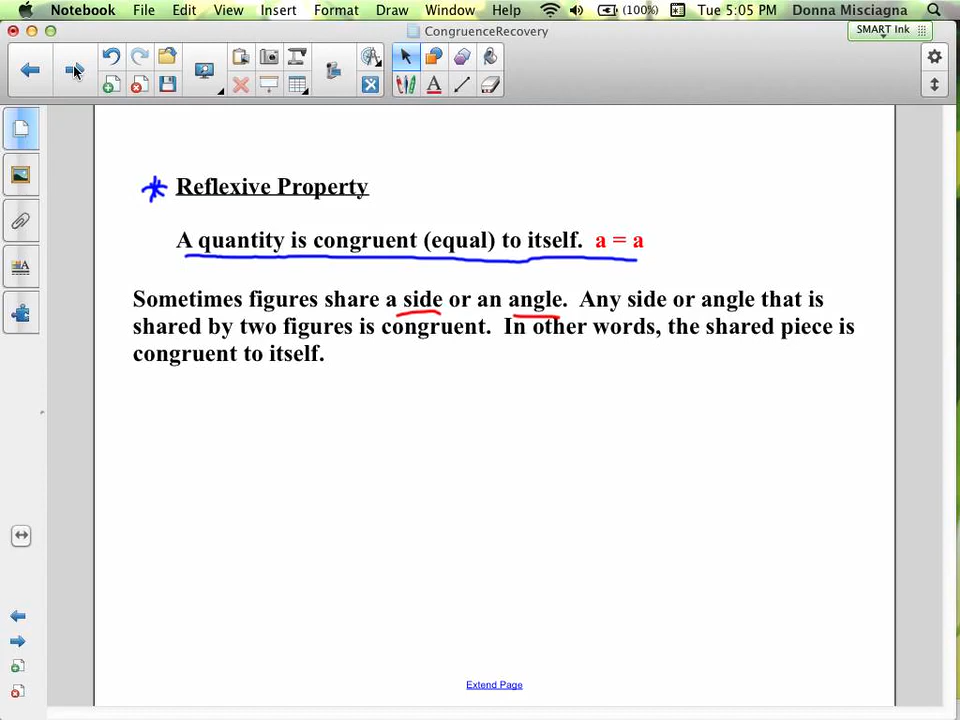 Notebook File Edit View Insert Format Draw Window Help (100%) Tue 5:05 PM Donna Misciagna
CongruenceRecovery
SMART Ink
Reflexive Property
A quantity is congruent (equal) to itself. a = a
Sometimes figures share a side or an angle. Any side or angle that is
shared by two figures is congruent. In other words, the shared piece is
congruent to itself.
Extend Page